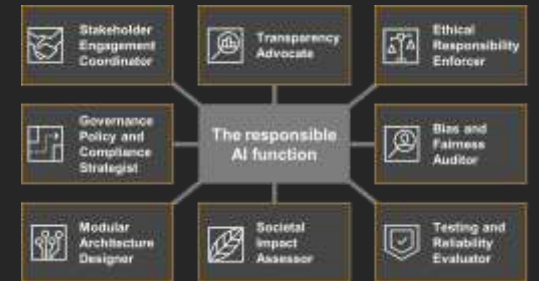 Stakeholder
Engagement
Coordinator
Transparency
Advocate
Ethical
Responsibility
Enforcer
Governance
Policy and
Compliance
Strategist
The responsible
AI function
Bias and
Fairness
Auditor
Modular
Architecture
Designer
Societal
Impact
Assessor
Testing and
Reliability
Evaluator